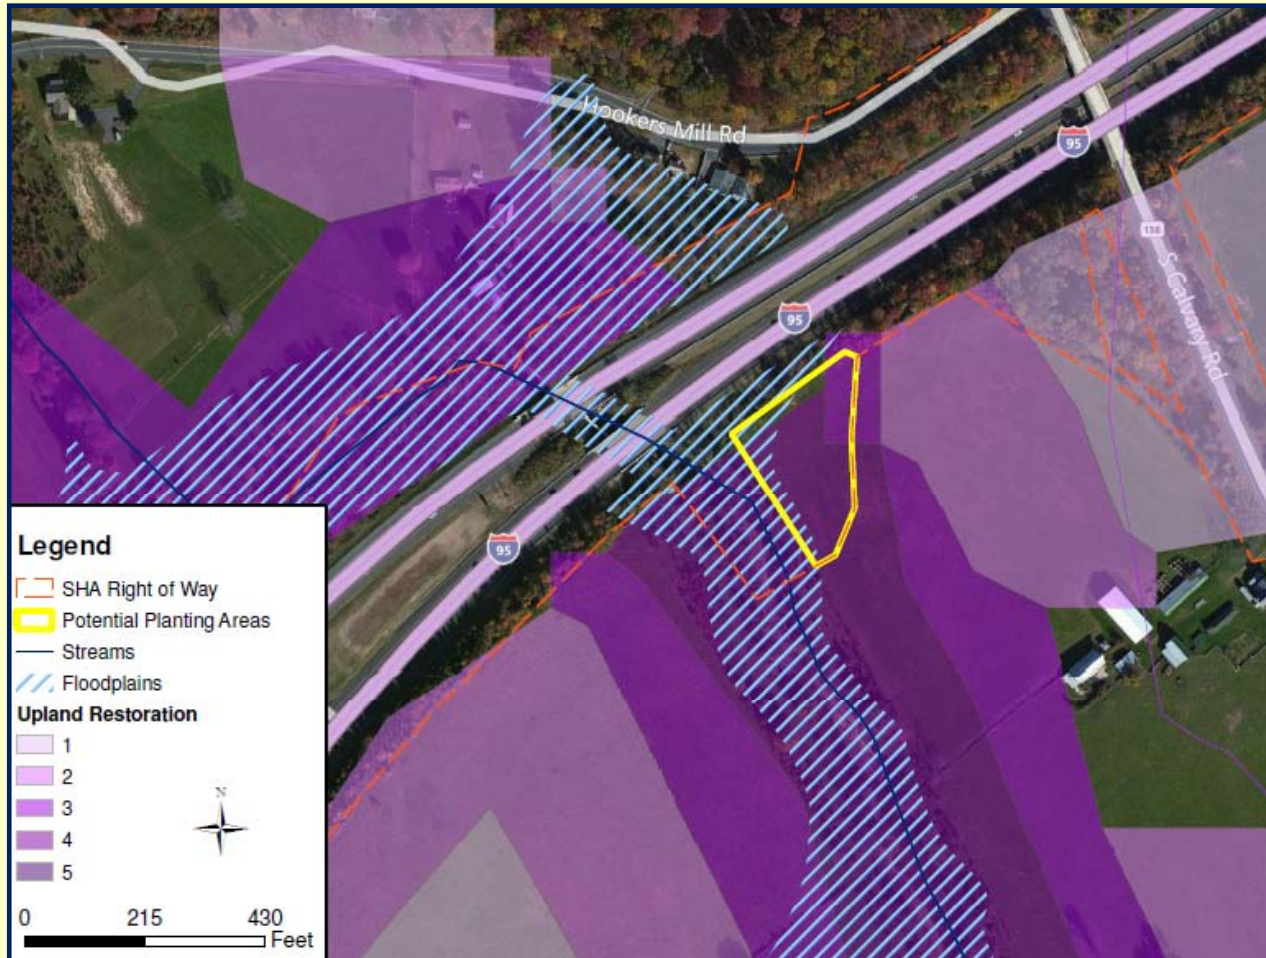 Hookers Mill Rd
95
136
S Calvary Rd
95
95
Legend
SHA Right of Way
Potential Planting Areas
Streams
Floodplains
Upland Restoration
1
2
3
4
5
N
0 215 430
Feet